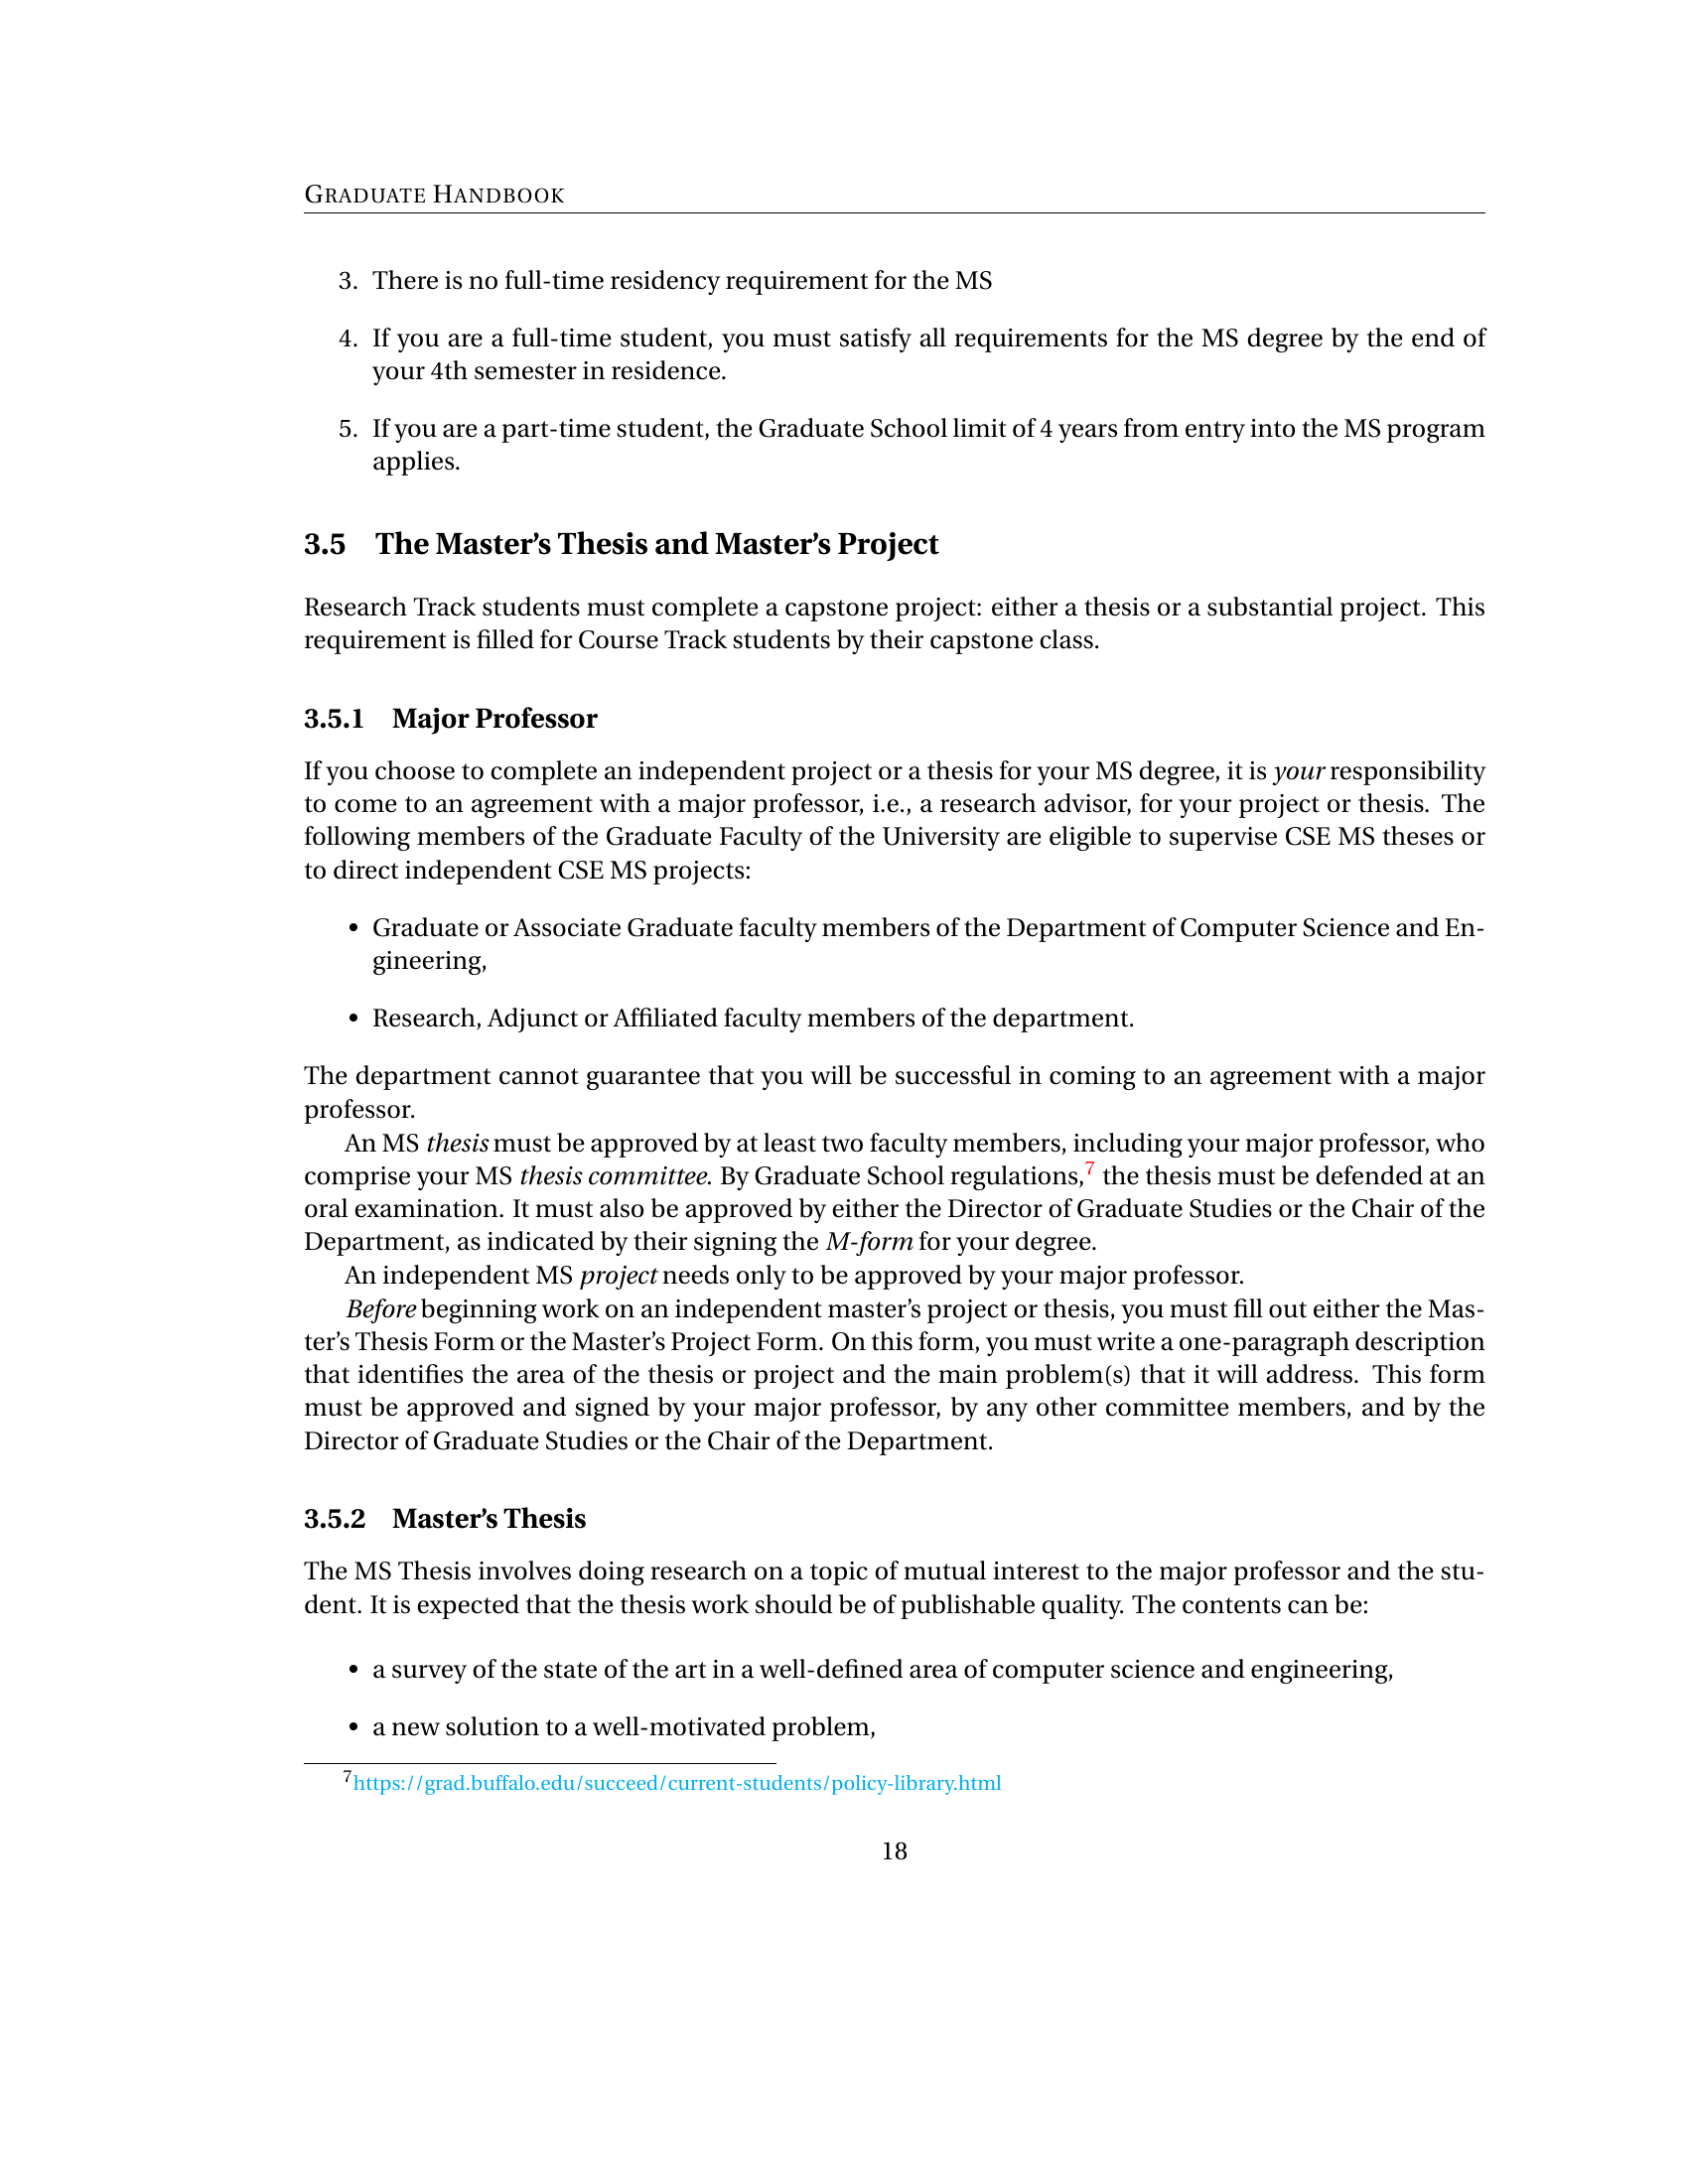 GRADUATE HANDBOOK
3. There is no full-time residency requirement for the MS
4. If you are a full-time student, you must satisfy all requirements for the MS degree by the end of
your 4th semester in residence.
5. If you are a part-time student, the Graduate School limit of 4 years from entry into the MS program
applies.
3.5 The Master’s Thesis and Master’s Project
Research Track students must complete a capstone project: either a thesis or a substantial project. This
requirement is filled for Course Track students by their capstone class.
3.5.1 Major Professor
If you choose to complete an independent project or a thesis for your MS degree, it is your responsibility
to come to an agreement with a major professor, i.e., a research advisor, for your project or thesis. The
following members of the Graduate Faculty of the University are eligible to supervise CSE MS theses or
to direct independent CSE MS projects:
• Graduate or Associate Graduate faculty members of the Department of Computer Science and En-
gineering,
• Research, Adjunct or Affiliated faculty members of the department.
The department cannot guarantee that you will be successful in coming to an agreement with a major
professor.
An MS thesis must be approved by at least two faculty members, including your major professor, who
comprise your MS thesis committee. By Graduate School regulations,7 the thesis must be defended at an
oral examination. It must also be approved by either the Director of Graduate Studies or the Chair of the
Department, as indicated by their signing the M-form for your degree.
An independent MS project needs only to be approved by your major professor.
Before beginning work on an independent master’s project or thesis, you must fill out either the Mas-
ter’s Thesis Form or the Master’s Project Form. On this form, you must write a one-paragraph description
that identifies the area of the thesis or project and the main problem(s) that it will address. This form
must be approved and signed by your major professor, by any other committee members, and by the
Director of Graduate Studies or the Chair of the Department.
3.5.2 Master’s Thesis
The MS Thesis involves doing research on a topic of mutual interest to the major professor and the stu-
dent. It is expected that the thesis work should be of publishable quality. The contents can be:
• a survey of the state of the art in a well-defined area of computer science and engineering,
• a new solution to a well-motivated problem,
7https://grad.buffalo.edu/succeed/current-students/policy-library.html
18